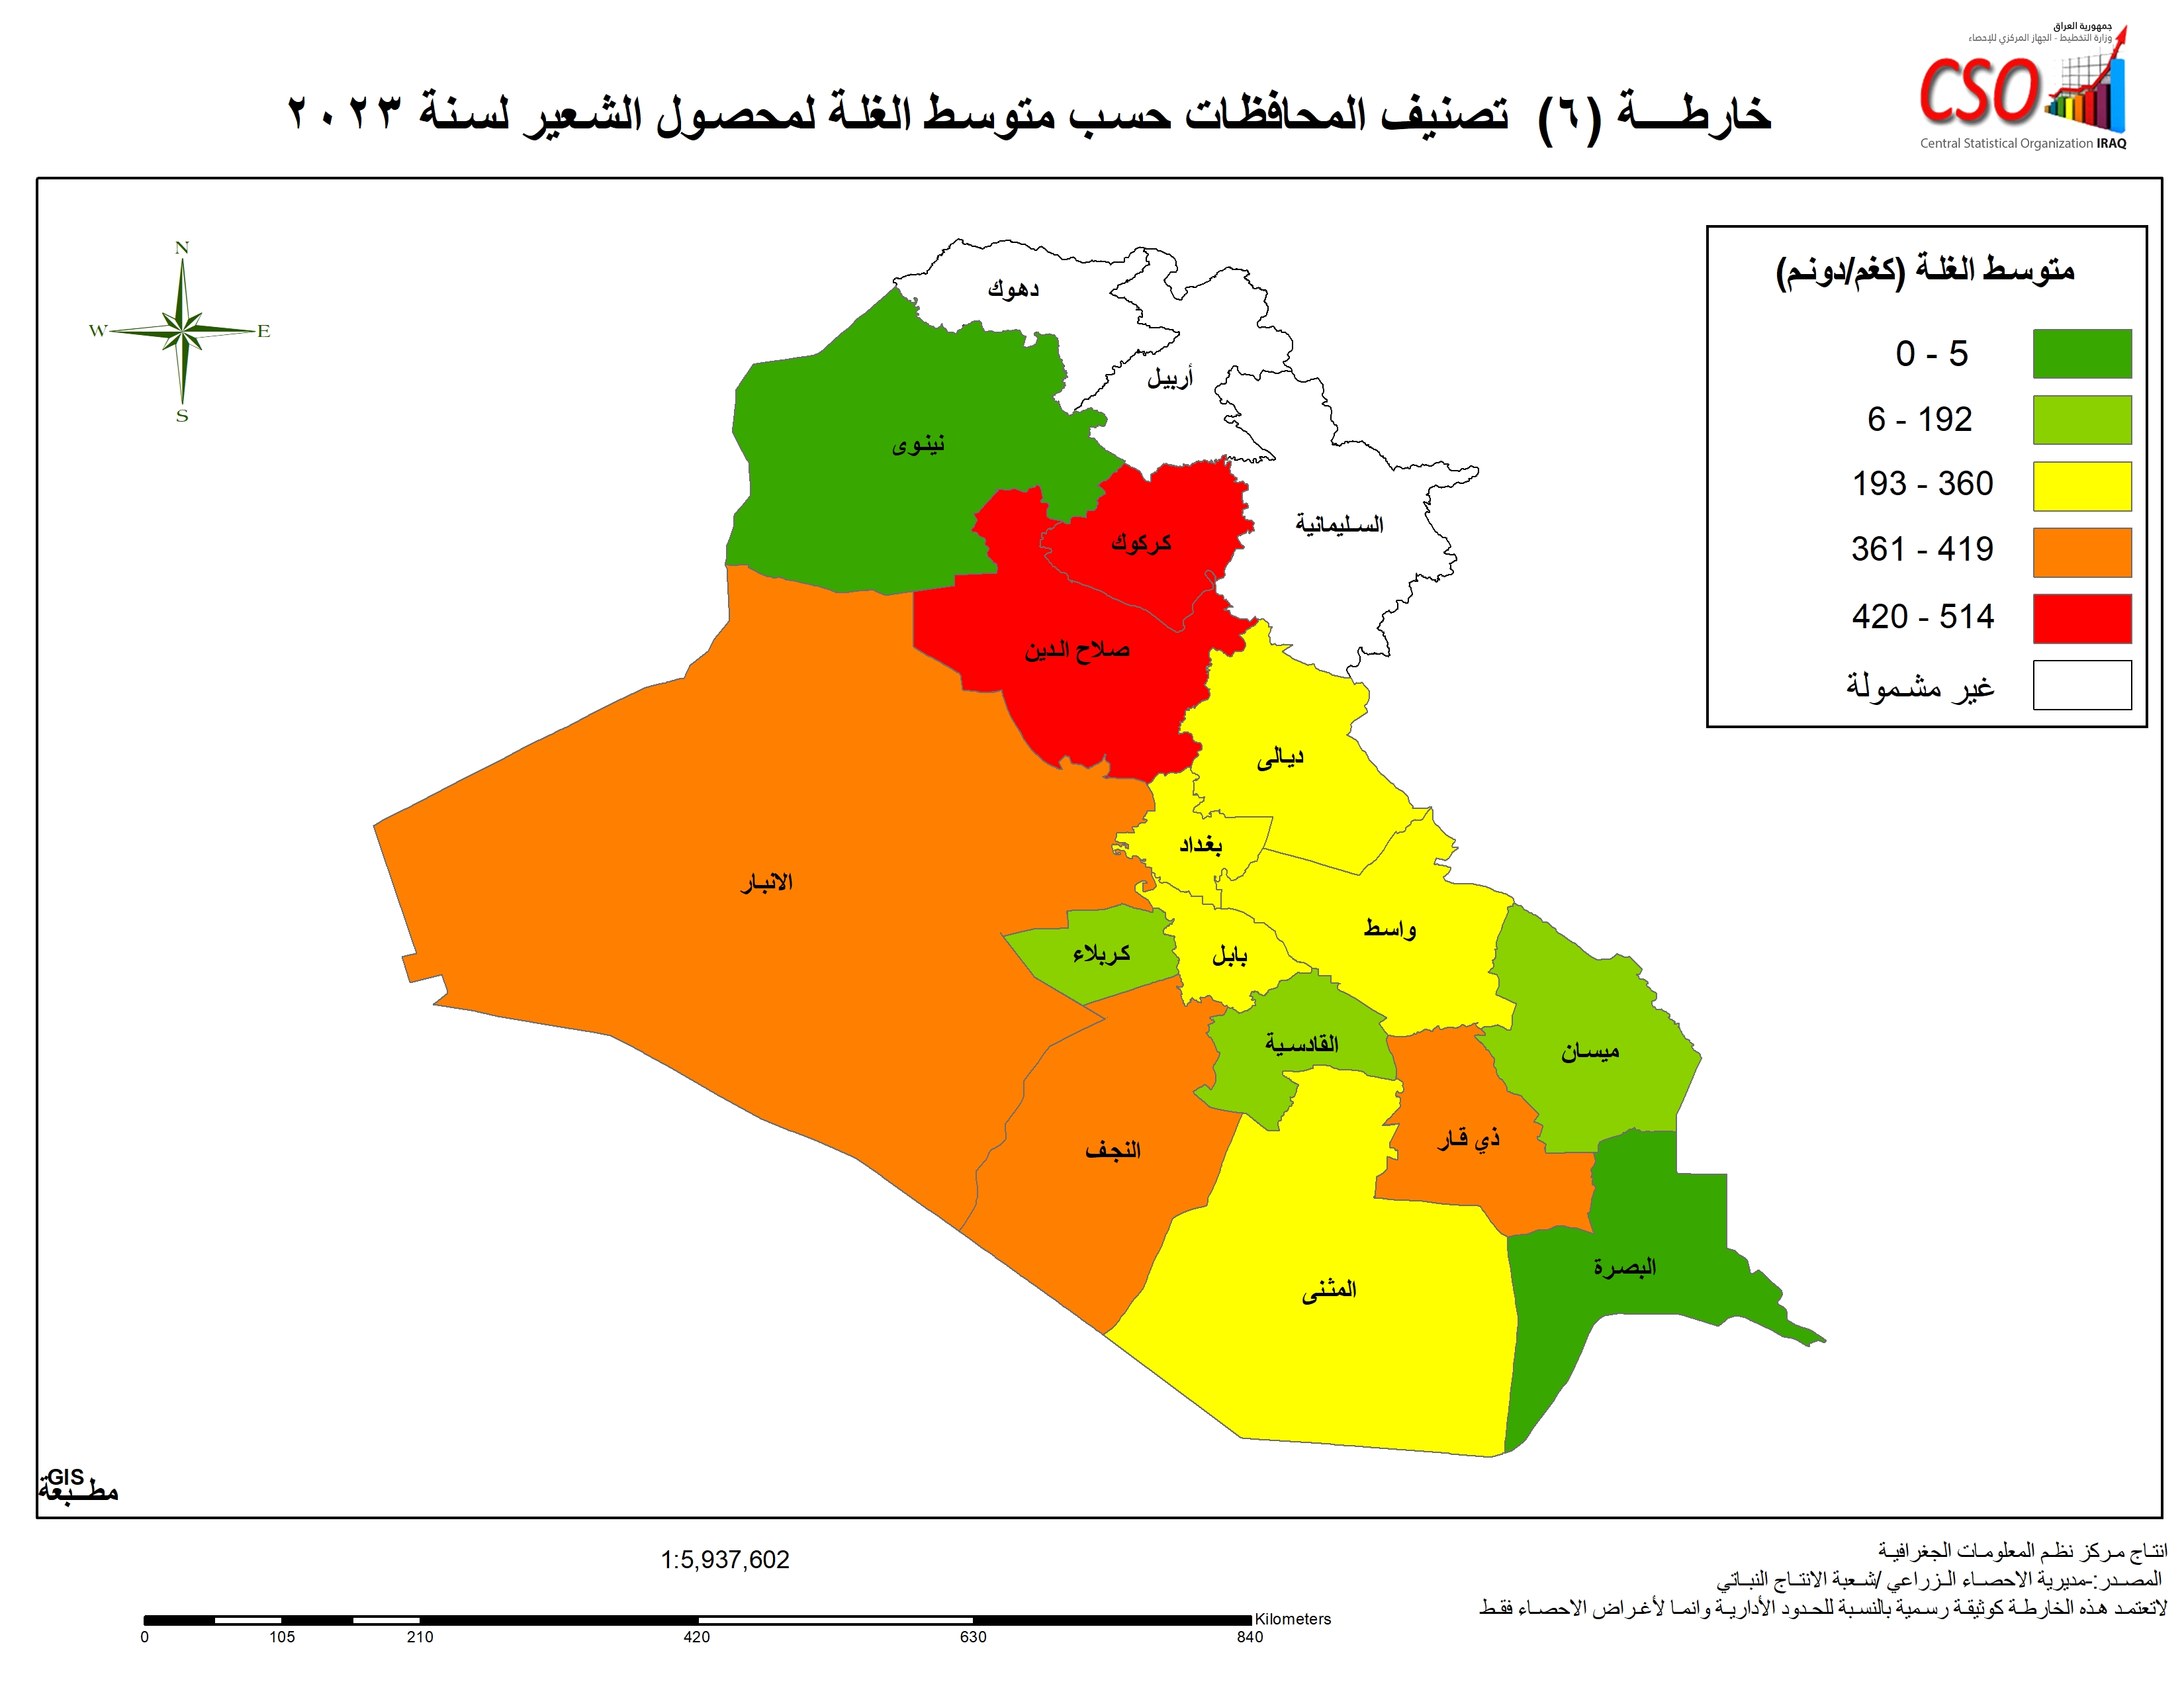 جمهورية العراق
وزارة التخطيط - الجهاز المركزي للإحصاء
CSO
Central Statistical Organization IRAQ
خارطـــة (٦) تصنيف المحافظات حسب متوسط الغلة لمحصول الشعير لسنة ٢٠٢٣
متوسط الغلة (كغم/دونم)
0 - 5
6 - 192
193 - 360
361 - 419
420 - 514
غير مشمولة
N
W
E
S
دهوك
أربيل
نينوى
السليمانية
كركوك
صلاح الدين
ديالى
بغداد
الانبار
واسط
كربلاء
بابل
القادسية
ميسان
النجف
ذي قار
البصرة
المثنى
GIS
مطــبعة
1:5,937,602
0 105 210 420 630 840 Kilometers
انتاج مركز نظم المعلومات الجغرافية
المصدر:-مديرية الاحصاء الزراعي /شعبة الانتاج النباتي
لاتعتمد هذه الخارطة كوثيقة رسمية بالنسبة للحدود الأدارية وانما لأغراض الاحصاء فقط